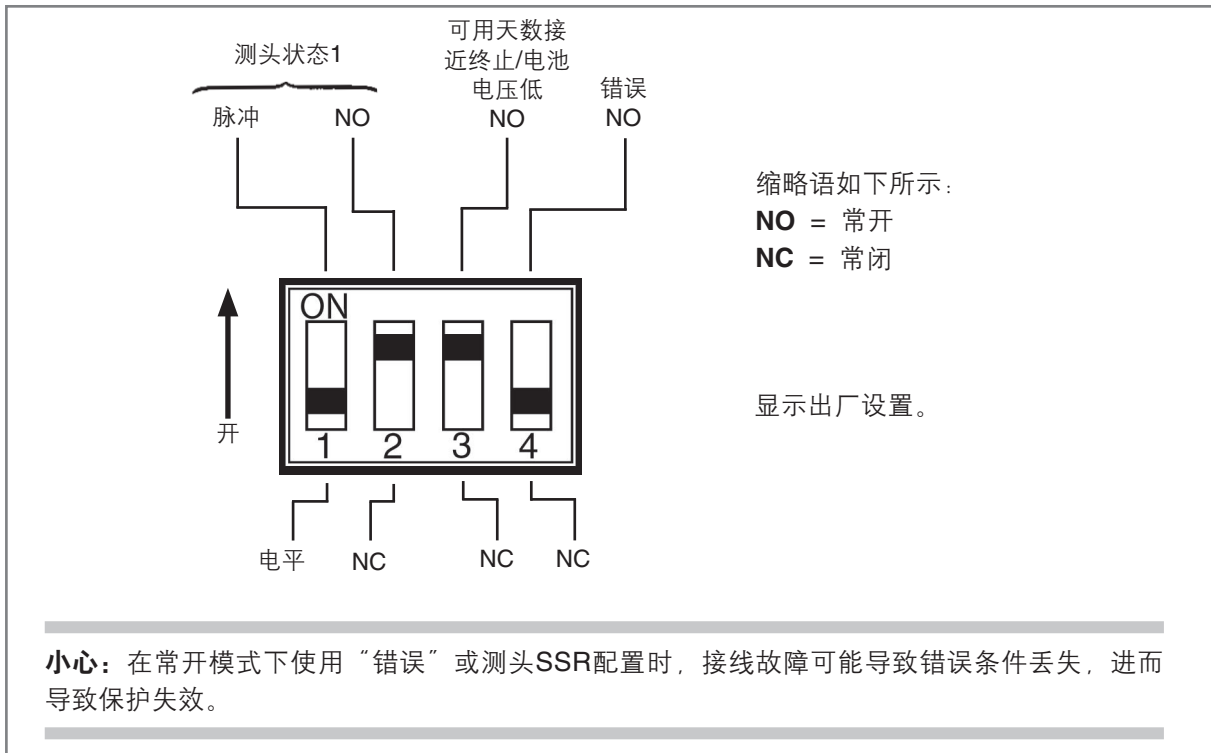 测头状态1
可用天数接
近终止/电池
电压低
错误
脉冲
NO
NO
NO
缩略语如下所示：
NO = 常开
NC = 常闭
ON
1 2 3 4
开
显示出厂设置。
电平
NC
NC
NC
小心：在常开模式下使用“错误”或测头SSR配置时，接线故障可能导致错误条件丢失，进而
导致保护失效。